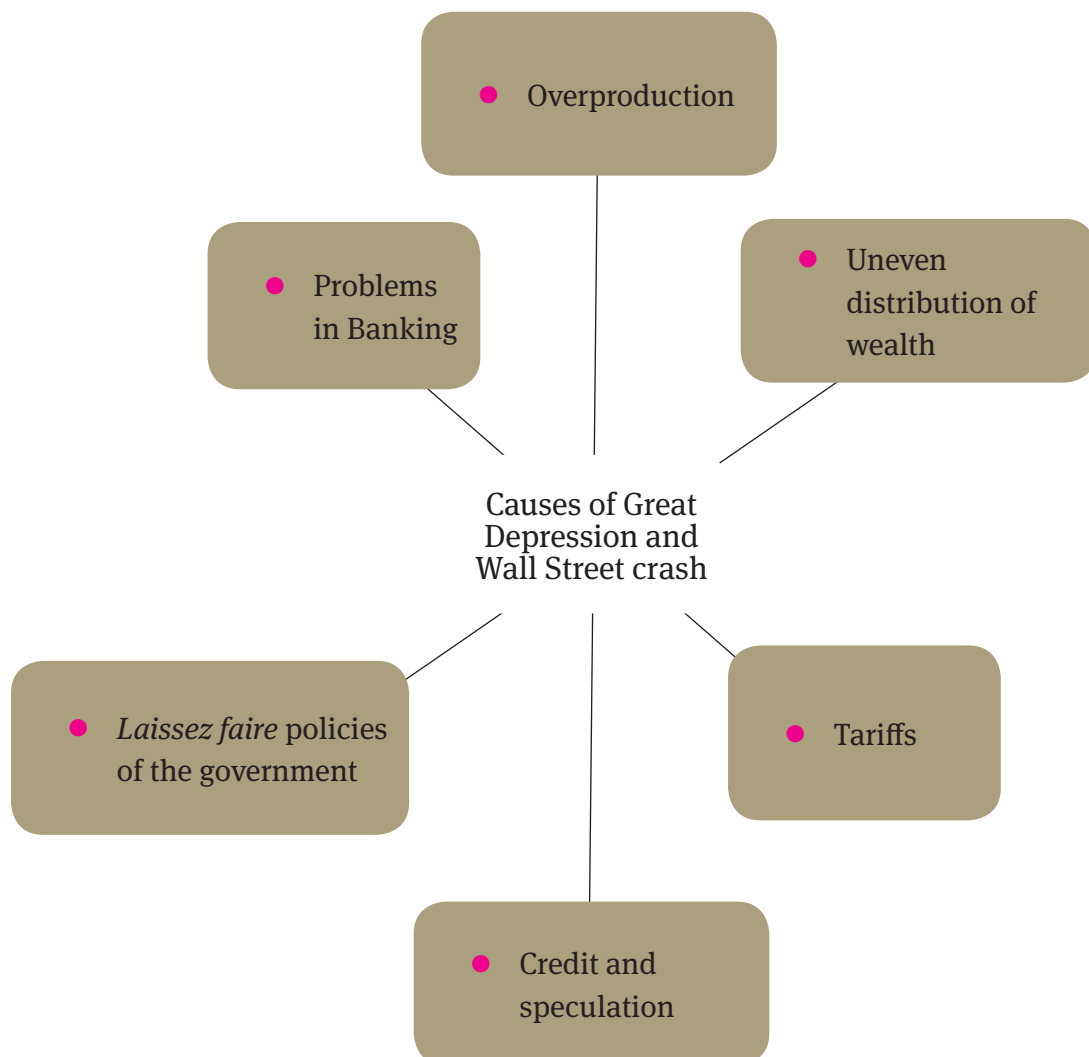 Overproduction
Problems
in Banking
Uneven
distribution of
wealth
Causes of Great
Depression and
Wall Street crash
Laissez faire policies
of the government
Tariffs
Credit and
speculation